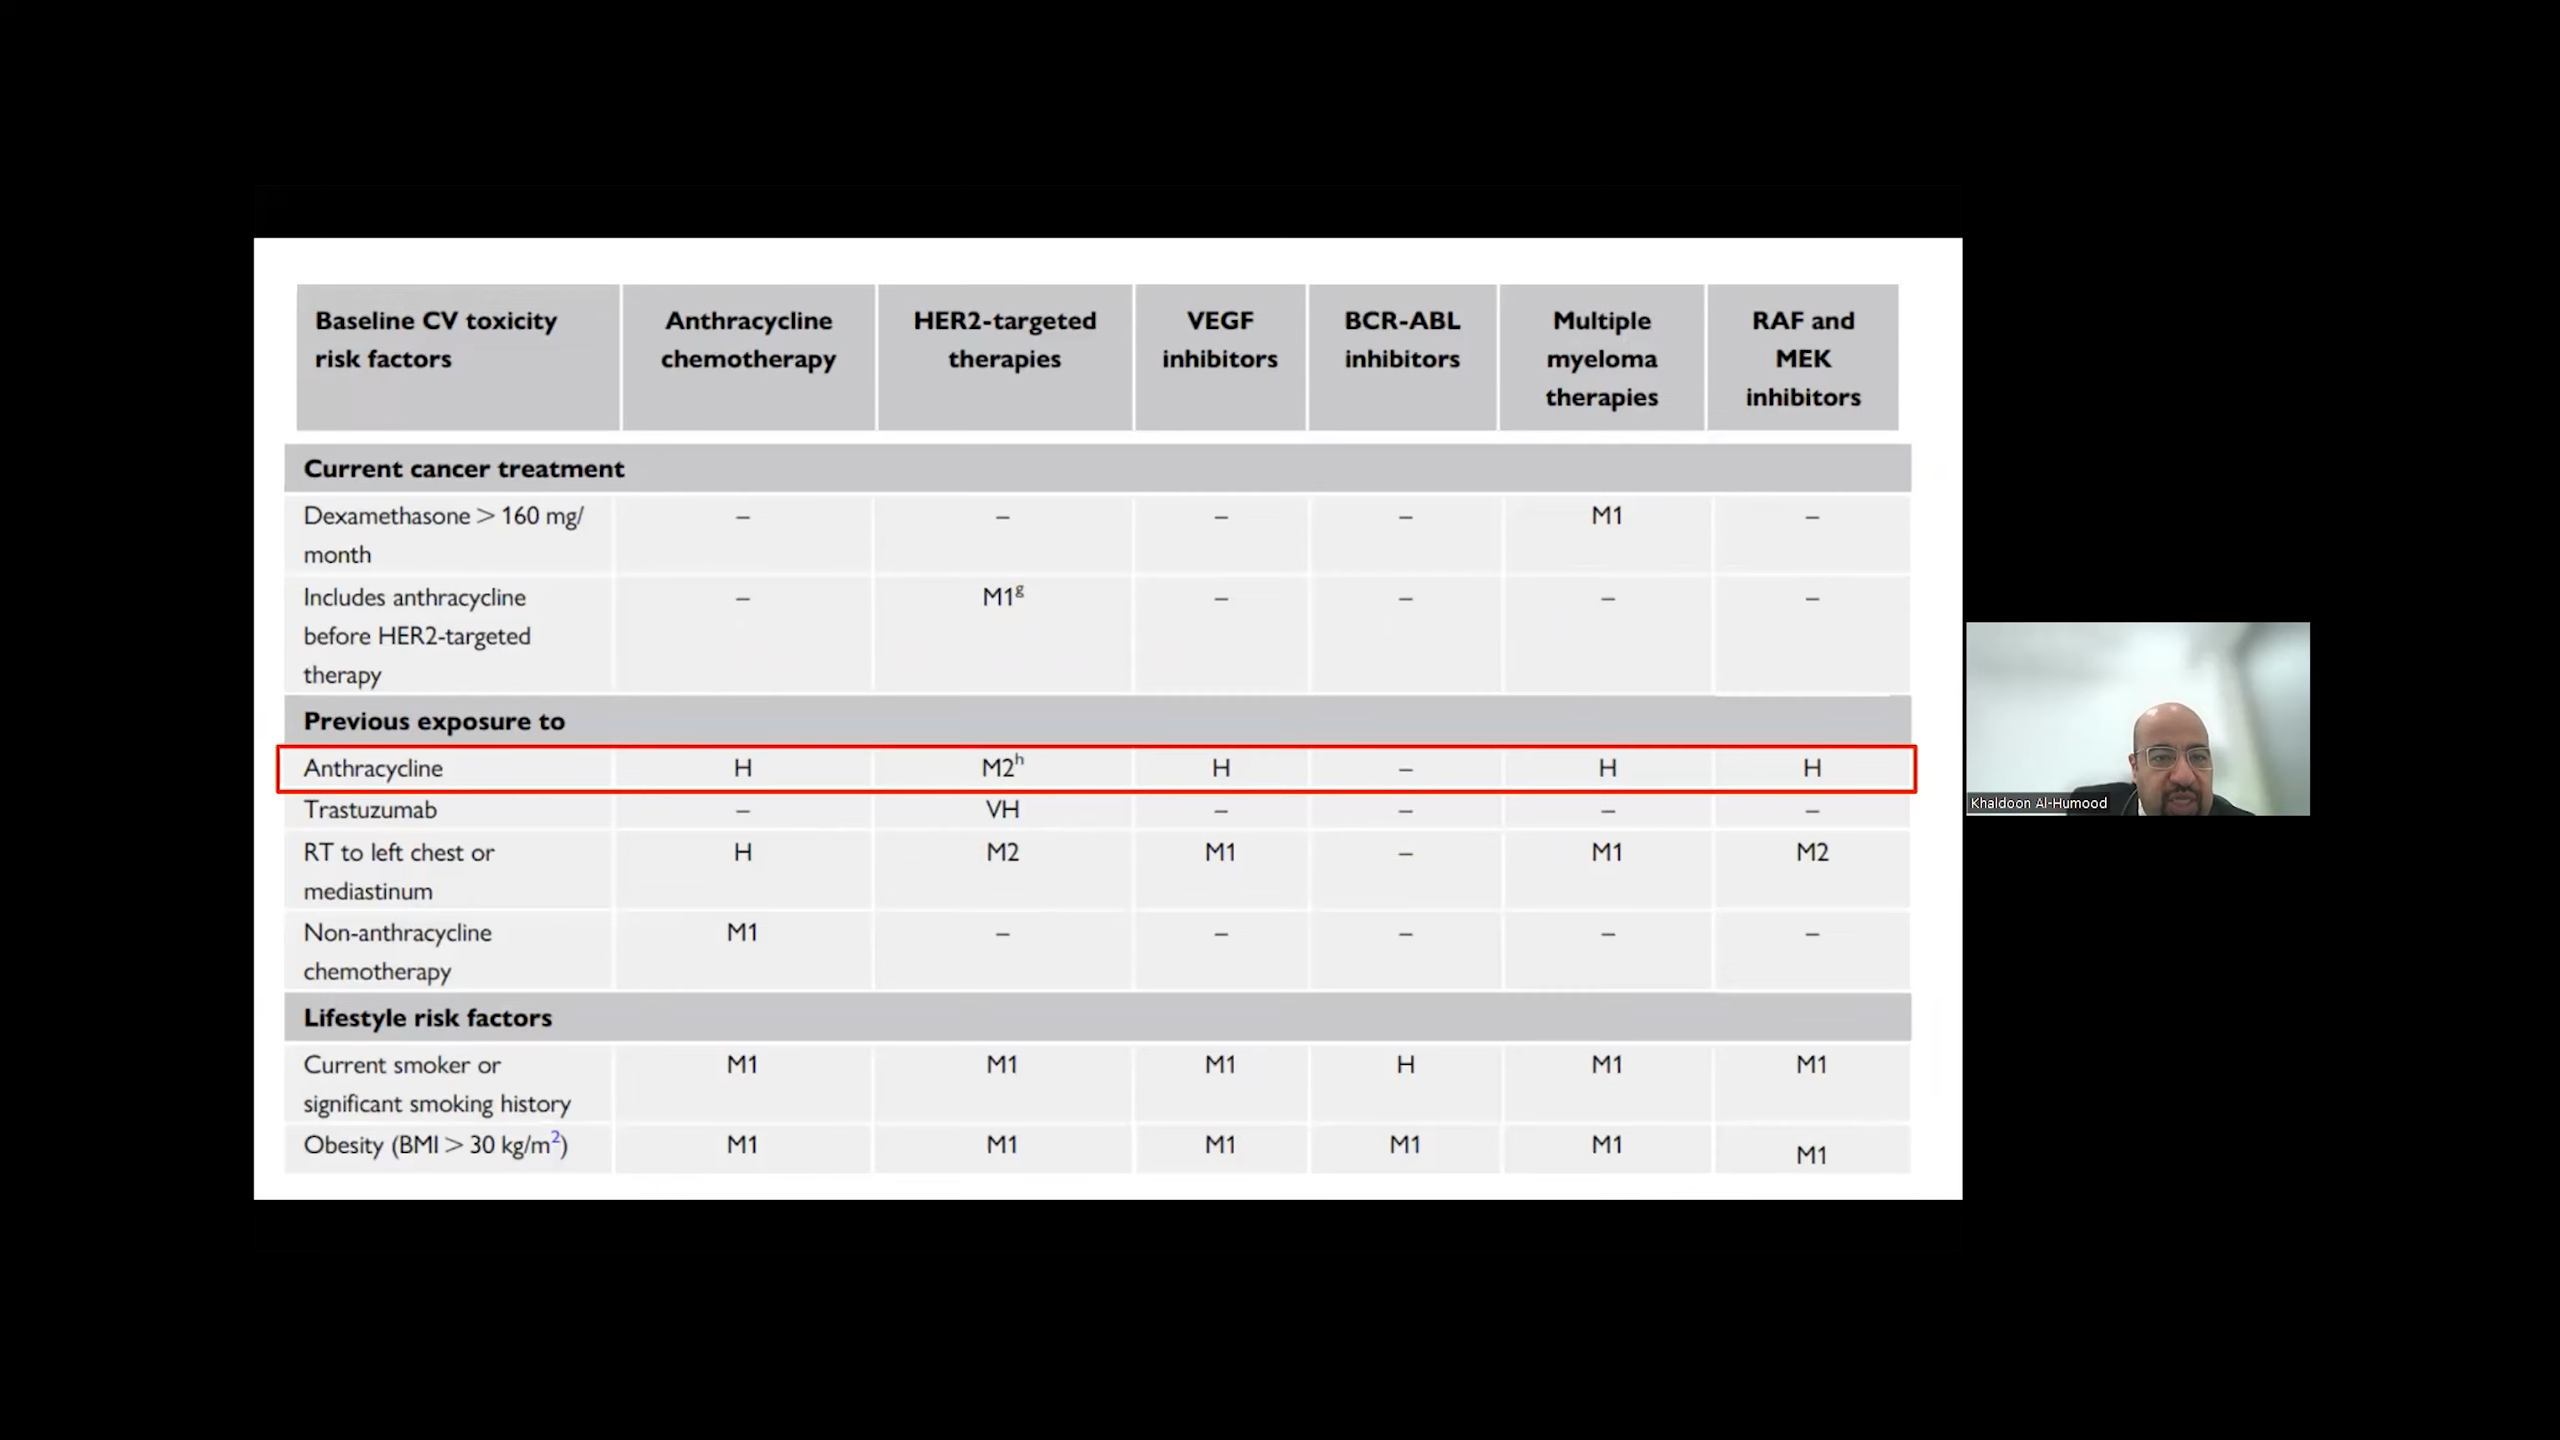 Baseline CV toxicity risk factors | Anthracycline chemotherapy | HER2-targeted therapies | VEGF inhibitors | BCR-ABL inhibitors | Multiple myeloma therapies | RAF and MEK inhibitors
Current cancer treatment
Dexamethasone > 160 mg/month | – | – | – | – | M1 | –
Includes anthracycline before HER2-targeted therapy | – | M1g | – | – | – | –
Previous exposure to
Anthracycline | H | M2h | H | – | H | H
Trastuzumab | – | VH | – | – | – | –
RT to left chest or mediastinum | H | M2 | M1 | – | M1 | M2
Non-anthracycline chemotherapy | M1 | – | – | – | – | –
Lifestyle risk factors
Current smoker or significant smoking history | M1 | M1 | M1 | H | M1 | M1
Obesity (BMI > 30 kg/m2) | M1 | M1 | M1 | M1 | M1 | M1
Khaldoon Al-Humood